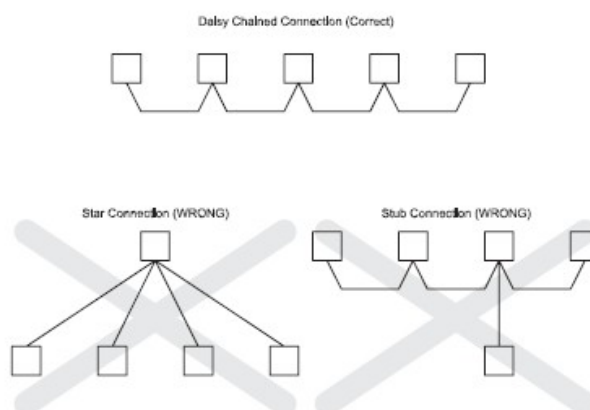 Daisy Chained Connection (Correct)
Star Connection (WRONG)
Stub Connection (WRONG)